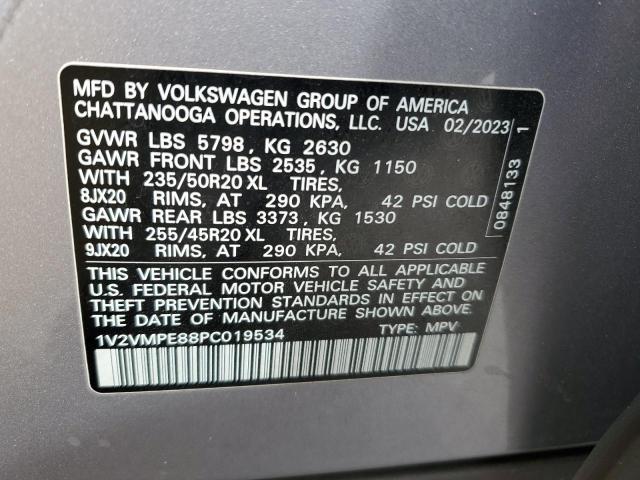 MFD BY VOLKSWAGEN GROUP OF AMERICA
CHATTANOOGA OPERATIONS, LLC. USA 02/2023
GVWR LBS 5798, KG 2630
GAWR FRONT LBS 2535, KG 1150
WITH 235/50R20 XL TIRES,
8JX20 RIMS, AT 290 KPA, 42 PSI COLD
GAWR REAR LBS 3373, KG 1530
WITH 255/45R20 XL TIRES,
9JX20 RIMS, AT 290 KPA, 42 PSI COLD
THIS VEHICLE CONFORMS TO ALL APPLICABLE
U.S. FEDERAL MOTOR VEHICLE SAFETY AND
THEFT PREVENTION STANDARDS IN EFFECT ON
THE DATE OF MANUFACTURE SHOWN ABOVE.
1V2VMPE88PC019534 TYPE: MPV
0848133 1